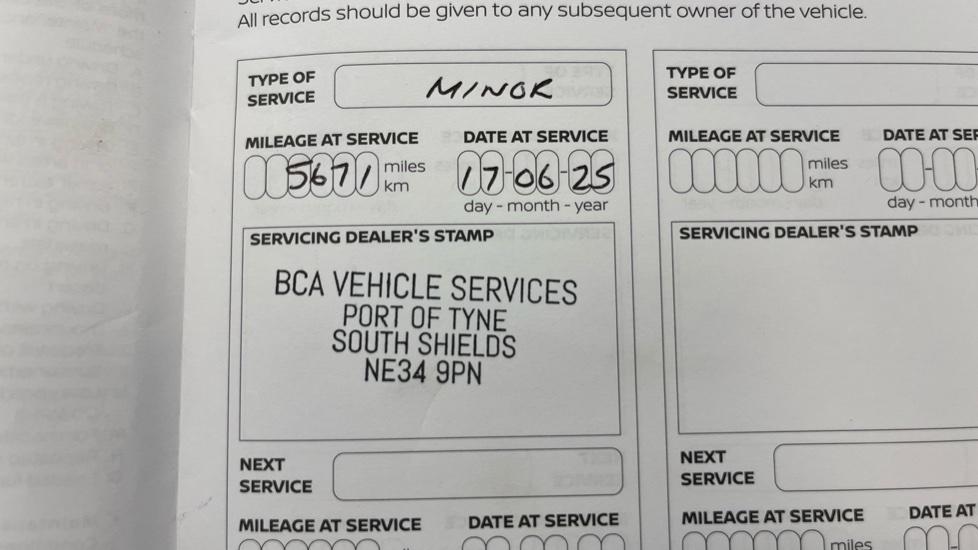 All records should be given to any subsequent owner of the vehicle.
TYPE OF SERVICE MINOR
MILEAGE AT SERVICE DATE AT SERVICE
5671 miles km 17-06-25
day - month - year
SERVICING DEALER'S STAMP
BCA VEHICLE SERVICES
PORT OF TYNE
SOUTH SHIELDS
NE34 9PN
NEXT SERVICE
MILEAGE AT SERVICE DATE AT SERVICE
TYPE OF SERVICE
MILEAGE AT SERVICE DATE AT SER
miles km
day - month
SERVICING DEALER'S STAMP
NEXT SERVICE
MILEAGE AT SERVICE DATE AT
miles